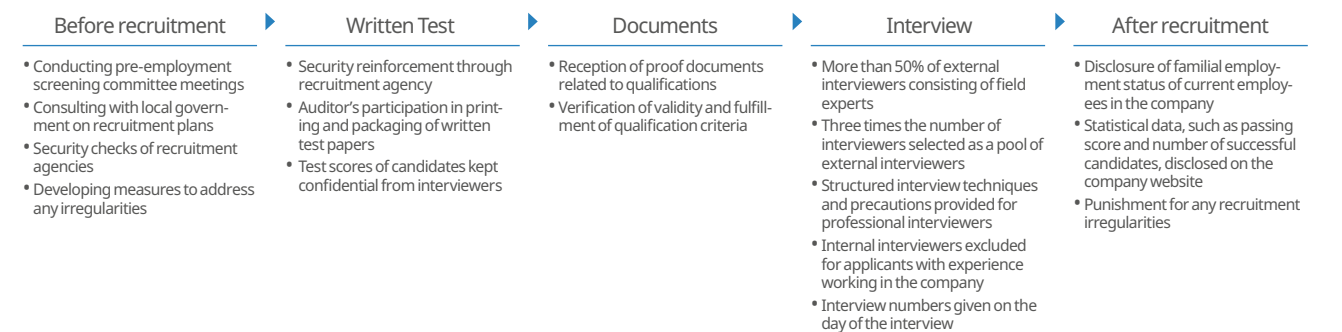 Before recruitment
• Conducting pre-employment
screening committee meetings
• Consulting with local govern-
ment on recruitment plans
• Security checks of recruitment
agencies
• Developing measures to address
any irregularities
Written Test
• Security reinforcement through
recruitment agency
• Auditor's participation in print-
ing and packaging of written
test papers
• Test scores of candidates kept
confidential from interviewers
Documents
• Reception of proof documents
related to qualifications
• Verification of validity and fulfill-
ment of qualification criteria
Interview
• More than 50% of external
interviewers consisting of field
experts
• Three times the number of
interviewers selected as a pool of
external interviewers
• Structured interview techniques
and precautions provided for
professional interviewers
• Internal interviewers excluded
for applicants with experience
working in the company
• Interview numbers given on the
day of the interview
After recruitment
• Disclosure of familial employ-
ment status of current employ-
ees in the company
• Statistical data, such as passing
score and number of successful
candidates, disclosed on the
company website
• Punishment for any recruitment
irregularities